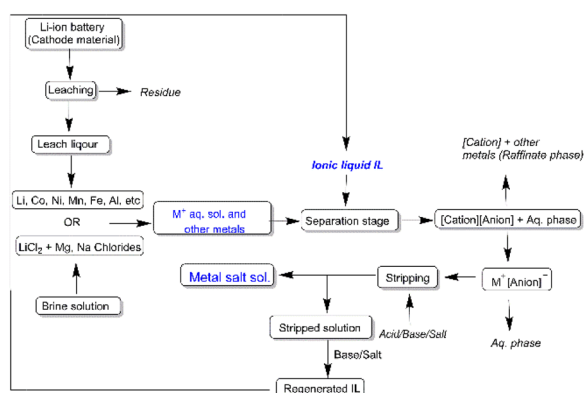 Li-ion battery
(Cathode material)
Leaching
Residue
Leach liqour
[Cation] + other
metals (Raffinate phase)
Ionic liquid IL
Li, Co, Ni, Mn, Fe, Al. etc
OR
LiCl2 + Mg, Na Chlorides
M+ aq. sol. and
other metals
Separation stage
[Cation][Anion] + Aq. phase
Brine solution
Metal salt sol.
Stripping
M+[Anion]−
Stripped solution
Acid/Base/Salt
Aq. phase
Base/Salt
Regenerated IL